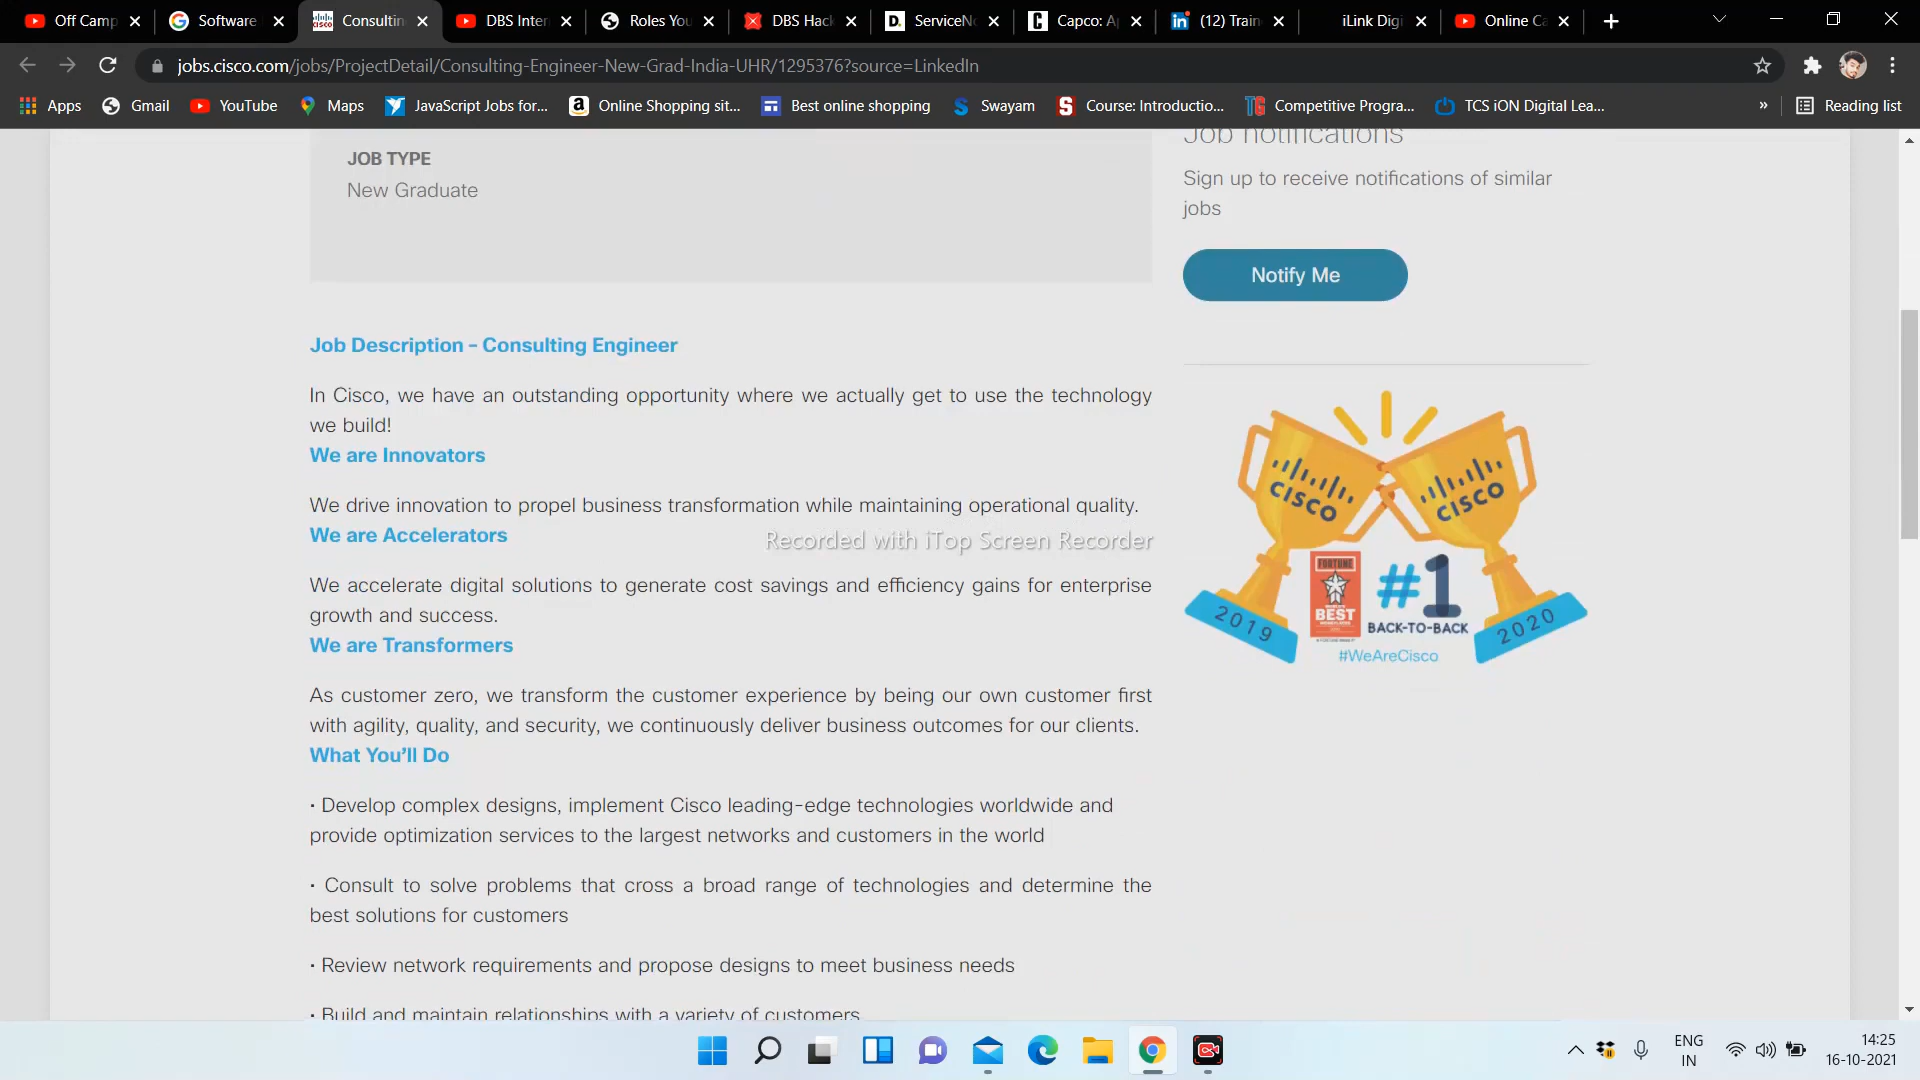 Off Camp
Software
Consultin
DBS Inter
Roles You
DBS Hack
ServiceNo
Capco: Ap
(12) Train
iLink Digi
Online Ca
jobs.cisco.com/jobs/ProjectDetail/Consulting-Engineer-New-Grad-India-UHR/1295376?source=LinkedIn
Apps
Gmail
YouTube
Maps
JavaScript Jobs for...
Online Shopping sit...
Best online shopping
Swayam
Course: Introductio...
Competitive Progra...
TCS iON Digital Lea...
»
Reading list
JOB TYPE
New Graduate
Job notifications
Sign up to receive notifications of similar
jobs
Notify Me
Job Description – Consulting Engineer
In Cisco, we have an outstanding opportunity where we actually get to use the technology
we build!
We are Innovators
We drive innovation to propel business transformation while maintaining operational quality.
We are Accelerators
Recorded with iTop Screen Recorder
We accelerate digital solutions to generate cost savings and efficiency gains for enterprise
growth and success.
We are Transformers
As customer zero, we transform the customer experience by being our own customer first
with agility, quality, and security, we continuously deliver business outcomes for our clients.
What You’ll Do
· Develop complex designs, implement Cisco leading-edge technologies worldwide and
provide optimization services to the largest networks and customers in the world
· Consult to solve problems that cross a broad range of technologies and determine the
best solutions for customers
· Review network requirements and propose designs to meet business needs
· Build and maintain relationships with a variety of customers
CISCO
CISCO
FORTUNE
BEST
#1
BACK-TO-BACK
2019
2020
#WeAreCisco
ENG
IN
14:25
16-10-2021